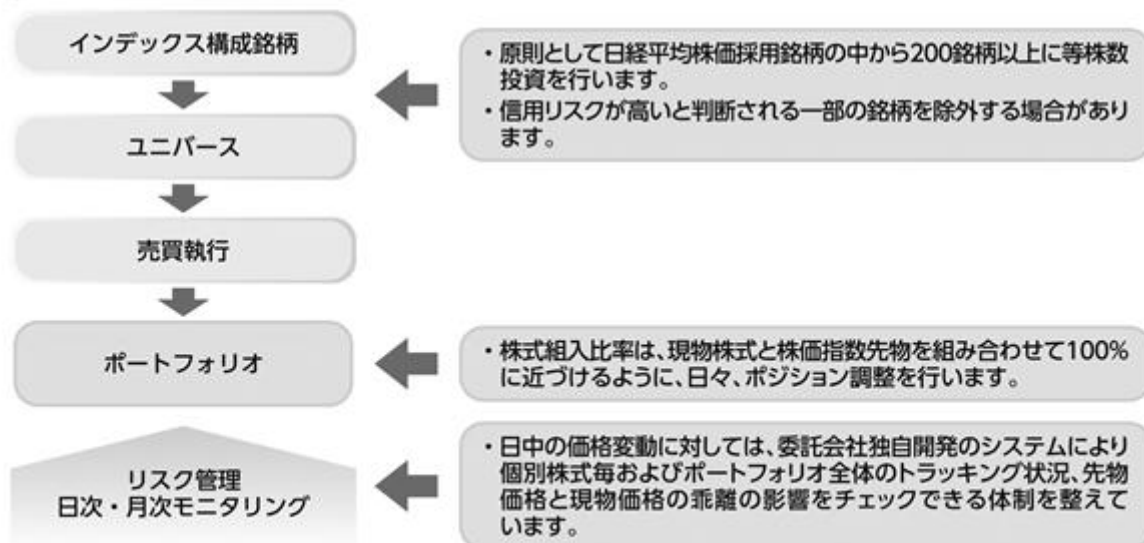 インデックス構成銘柄
・原則として日経平均株価採用銘柄の中から200銘柄以上に等株数
投資を行います。
・信用リスクが高いと判断される一部の銘柄を除外する場合があり
ます。
ユニバース
売買執行
ポートフォリオ
・株式組入比率は、現物株式と株価指数先物を組み合わせて100%
に近づけるように、日々、ポジション調整を行います。
リスク管理
日次・月次モニタリング
・日中の価格変動に対しては、委託会社独自開発のシステムにより
個別株式毎およびポートフォリオ全体のトラッキング状況、先物
価格と現物価格の乖離の影響をチェックできる体制を整えて
います。